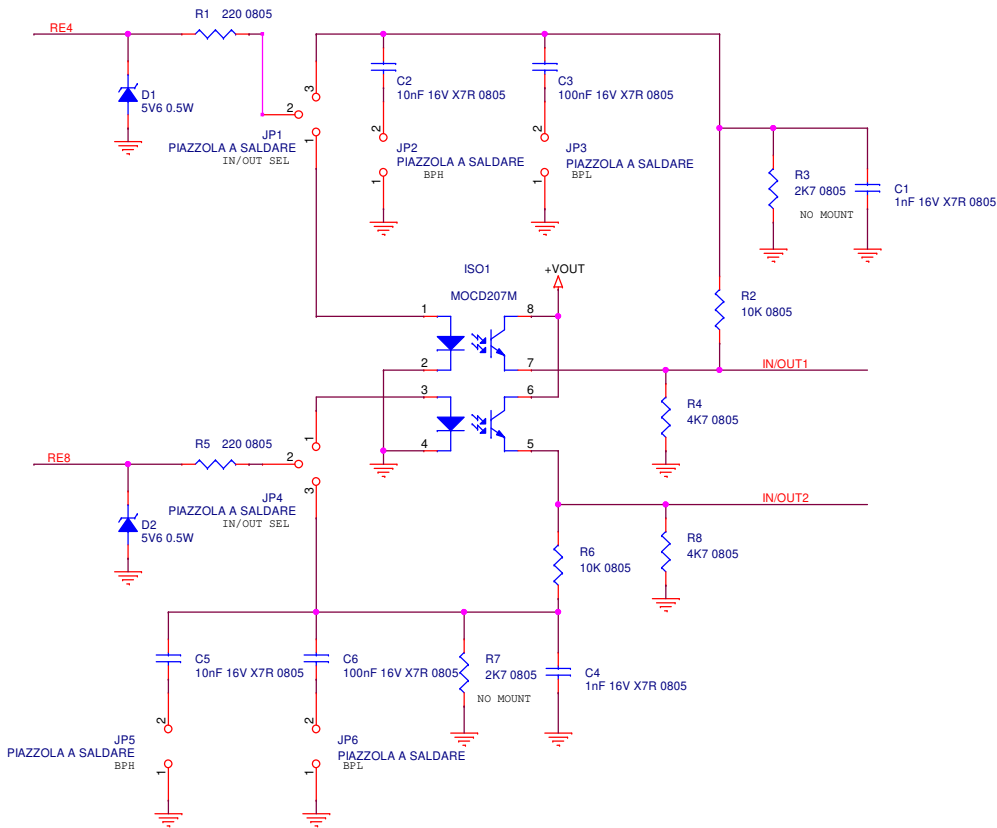 R1 220 0805
RE4
D1
5V6 0.5W
3
2
1
JP1
PIAZZOLA A SALDARE
IN/OUT SEL
C2
10nF 16V X7R 0805
2
JP2
PIAZZOLA A SALDARE
BPH
1
C3
100nF 16V X7R 0805
2
JP3
PIAZZOLA A SALDARE
BPL
1
R3
2K7 0805
NO MOUNT
C1
1nF 16V X7R 0805
ISO1
MOCD207M
+VOUT
R2
10K 0805
1
8
2
7
3
6
4
5
IN/OUT1
R4
4K7 0805
R5 220 0805
RE8
1
2
3
JP4
PIAZZOLA A SALDARE
IN/OUT SEL
D2
5V6 0.5W
IN/OUT2
R6
10K 0805
R8
4K7 0805
C5
10nF 16V X7R 0805
C6
100nF 16V X7R 0805
R7
2K7 0805
NO MOUNT
C4
1nF 16V X7R 0805
2
JP5
PIAZZOLA A SALDARE
BPH
1
2
JP6
PIAZZOLA A SALDARE
BPL
1